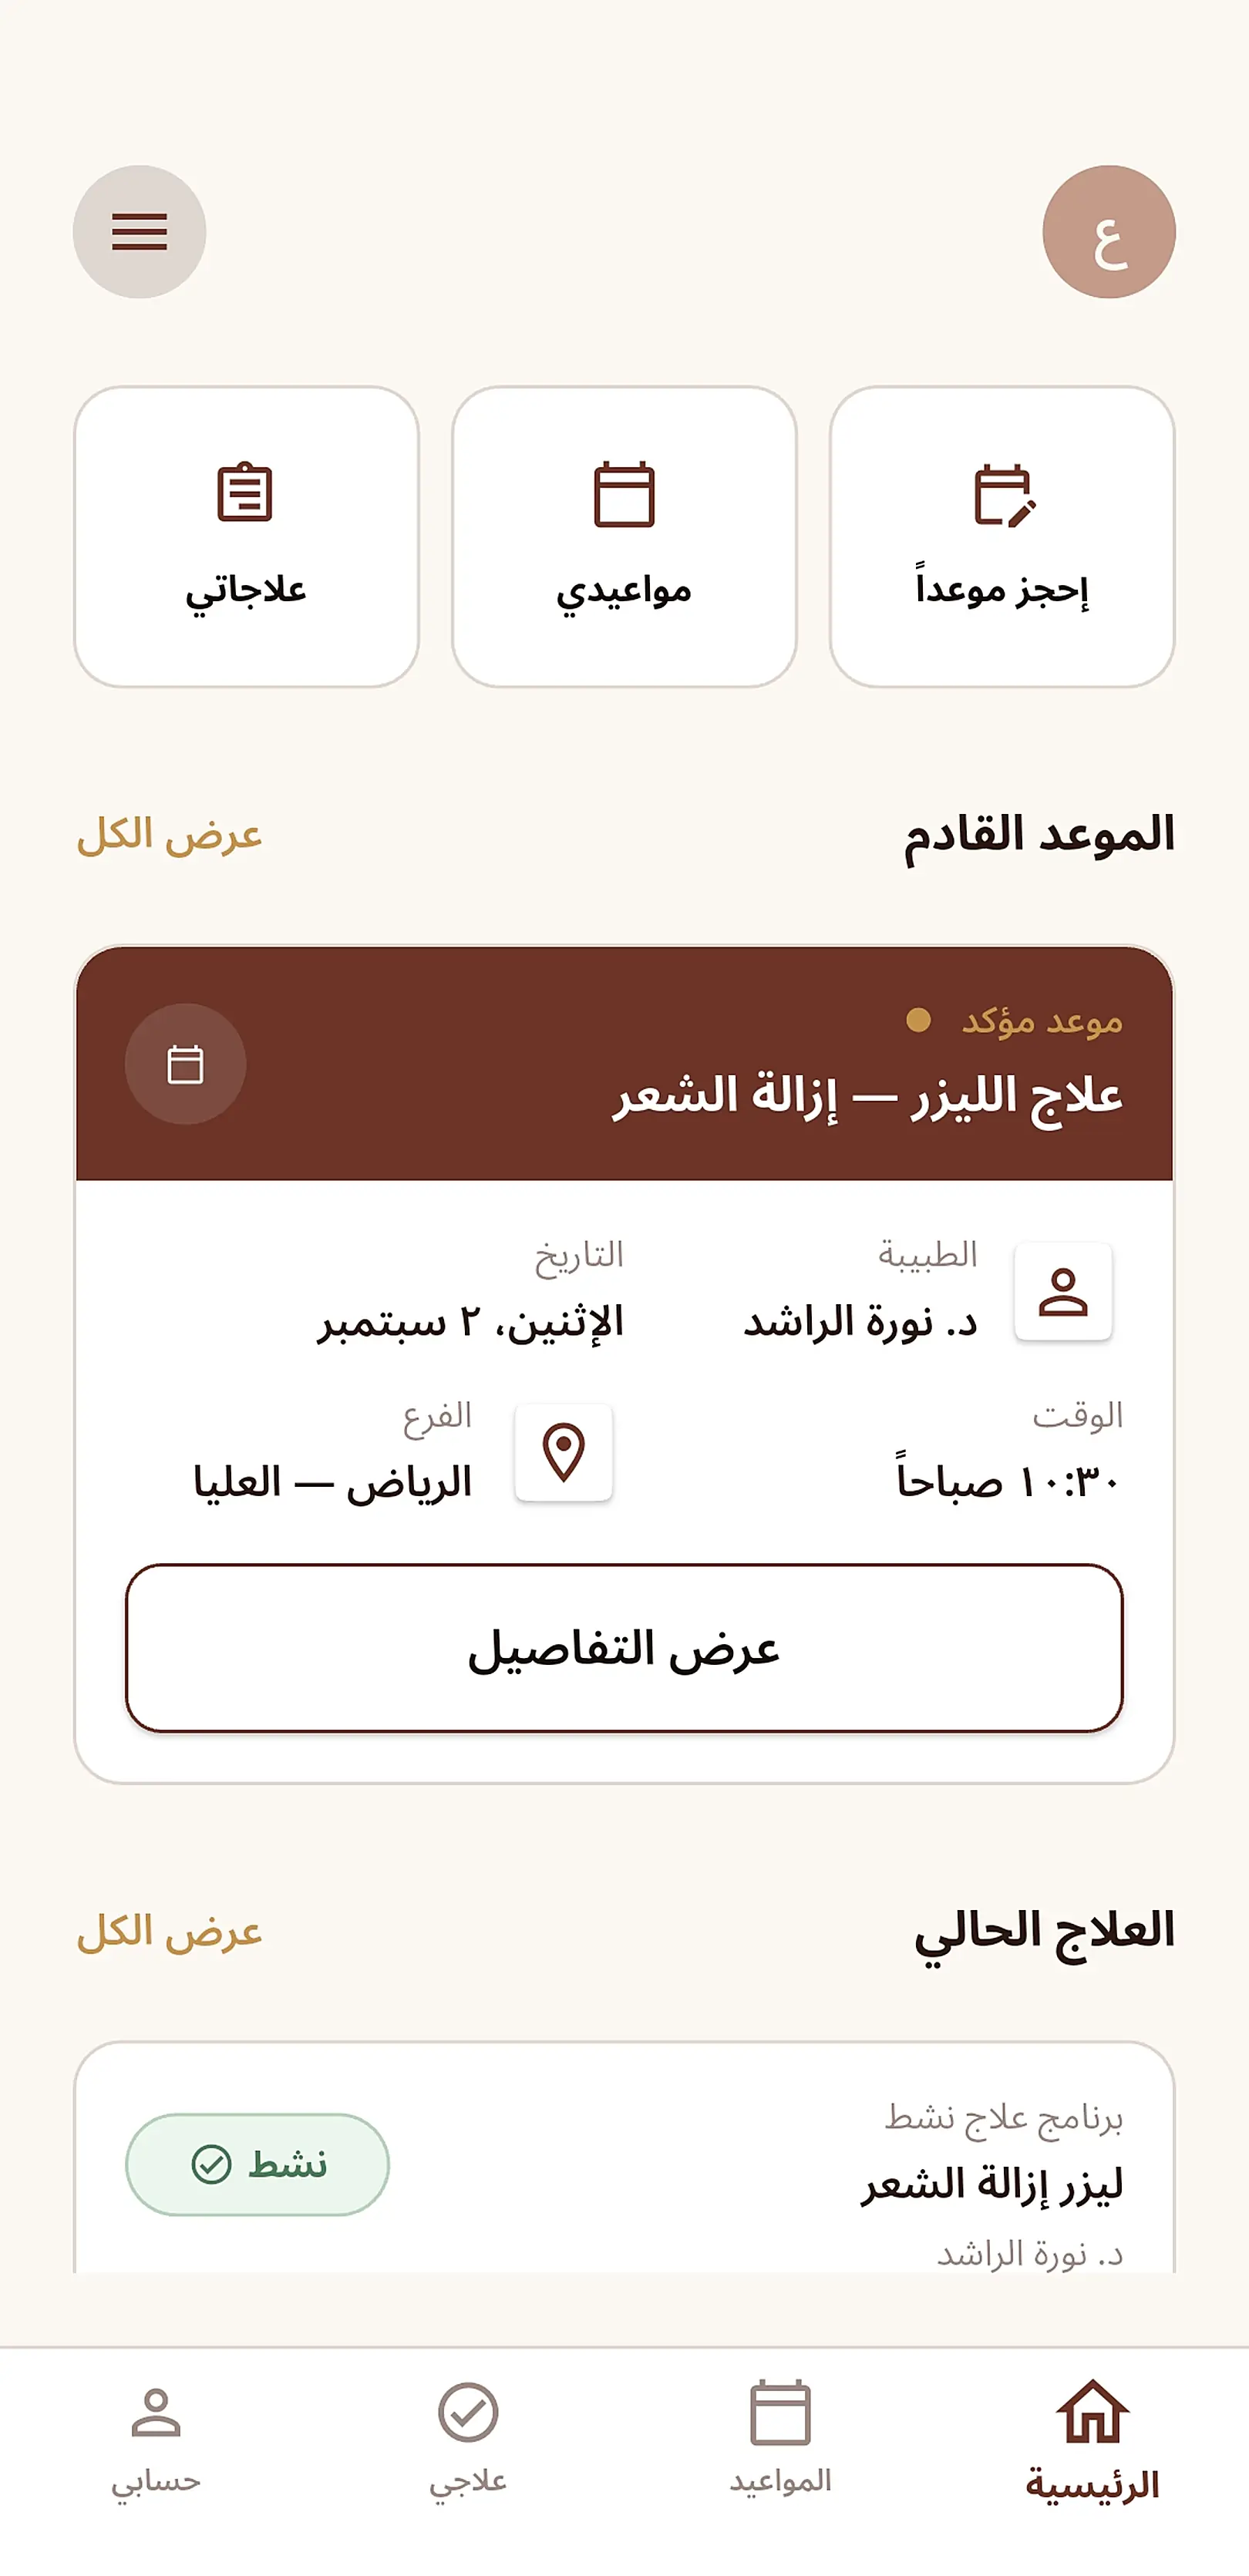 ع
إحجز موعداً
مواعيدي
علاجاتي
الموعد القادم
عرض الكل
موعد مؤكد
علاج الليزر — إزالة الشعر
الطبيبة
د. نورة الراشد
التاريخ
الإثنين، ٢ سبتمبر
الوقت
١٠:٣٠ صباحاً
الفرع
الرياض — العليا
عرض التفاصيل
العلاج الحالي
عرض الكل
برنامج علاج نشط
ليزر إزالة الشعر
د. نورة الراشد
نشط
الرئيسية
المواعيد
علاجي
حسابي